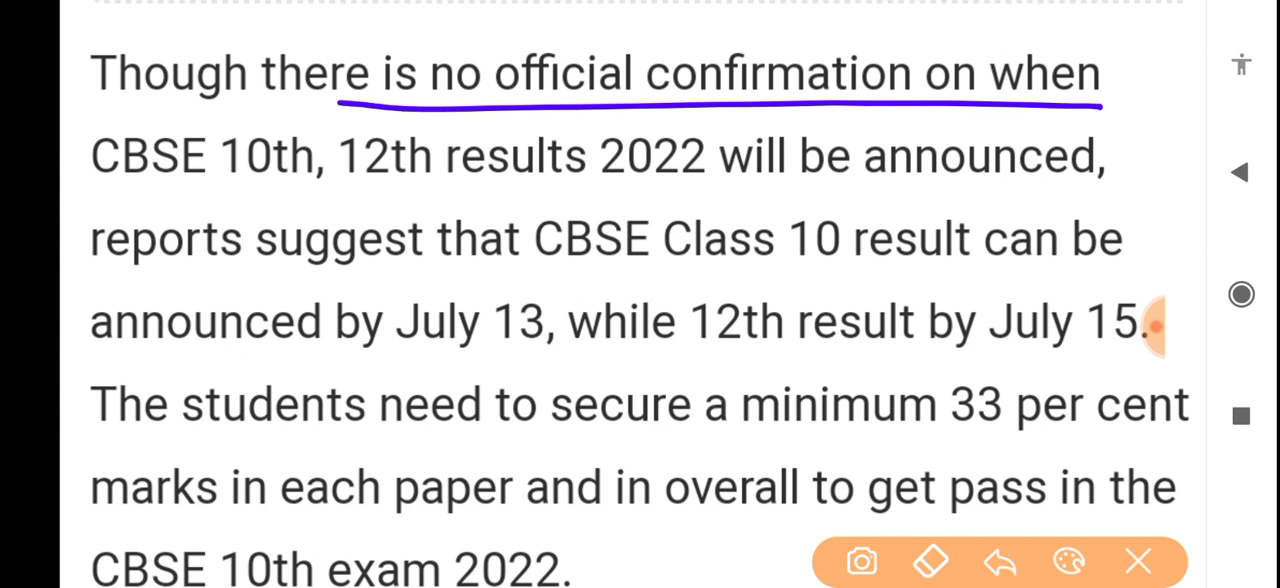 Though there is no official confirmation on when
CBSE 10th, 12th results 2022 will be announced,
reports suggest that CBSE Class 10 result can be
announced by July 13, while 12th result by July 15.
The students need to secure a minimum 33 per cent
marks in each paper and in overall to get pass in the
CBSE 10th exam 2022.